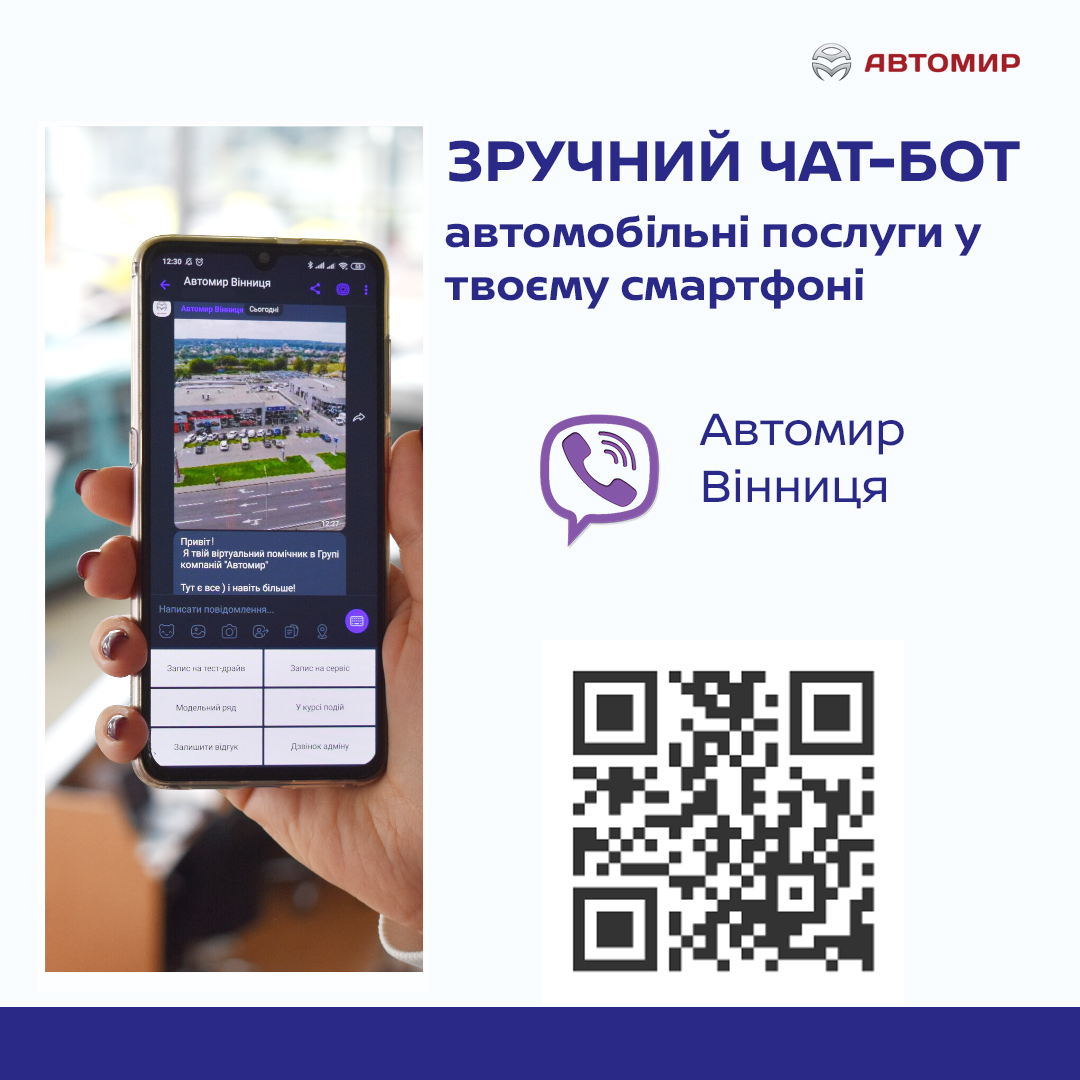 АВТОМИР
ЗРУЧНИЙ ЧАТ-БОТ
автомобільні послуги у
твоєму смартфоні
Автомир
Вінниця
12:30
Автомир Вінниця
Автомир Вінниця Сьогодні
12:27
Привіт!
Я твій віртуальний помічник в Групі
компаній "Автомир"
Тут є все ) і навіть більше!
Написати повідомлення...
Запис на тест-драйв
Запис на сервіс
Модельний ряд
У курсі подій
Залишити відгук
Дзвінок адміну